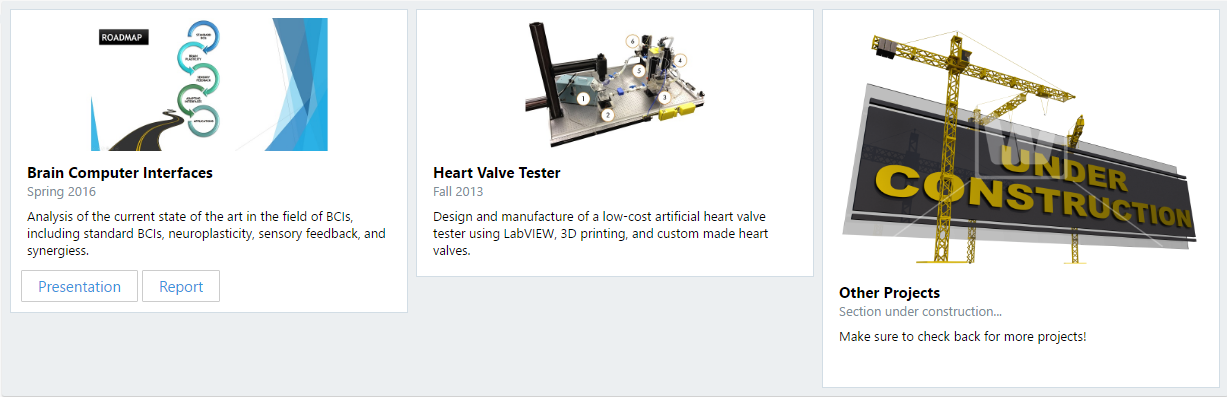 ROADMAP
STANDARD
BCIs
SENSORY
FEEDBACK
APPLICATIONS
Brain Computer Interfaces
Spring 2016
Analysis of the current state of the art in the field of BCIs,
including standard BCIs, neuroplasticity, sensory feedback, and
synergiess.
Presentation
Report
6
5
4
1
3
2
Heart Valve Tester
Fall 2013
Design and manufacture of a low-cost artificial heart valve
tester using LabVIEW, 3D printing, and custom made heart
valves.
W
UNDER
CONSTRUCTION
Other Projects
Section under construction...
Make sure to check back for more projects!